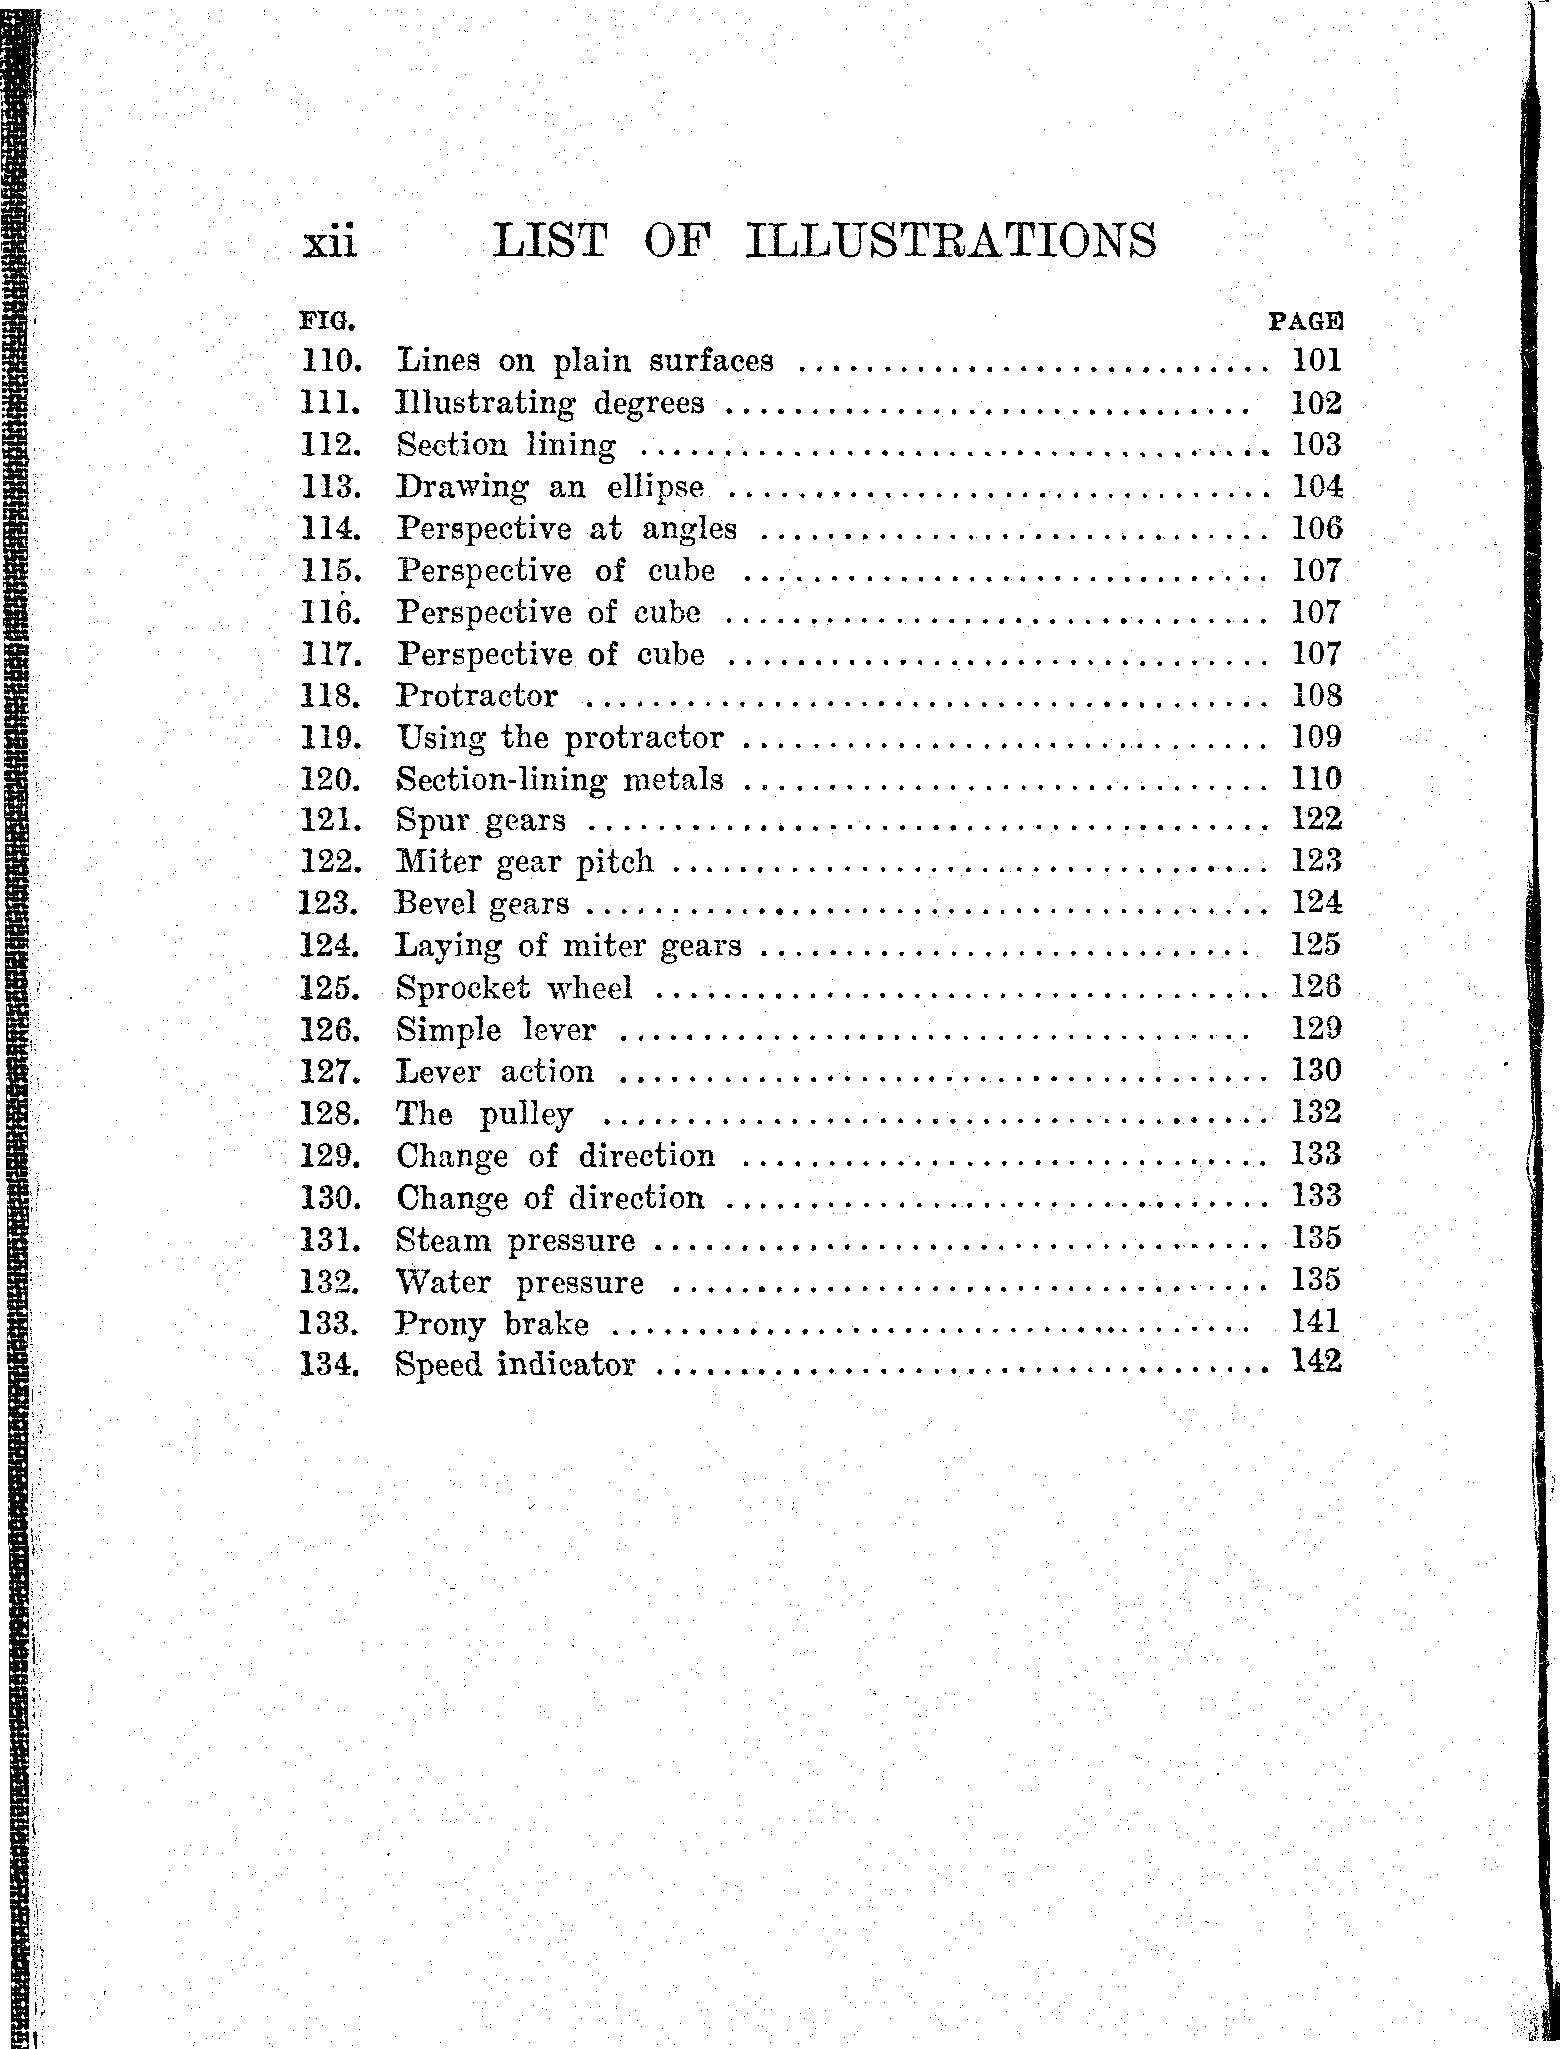 xii LIST OF ILLUSTRATIONS
FIG. PAGE
110. Lines on plain surfaces ............................ 101
111. Illustrating degrees ............................... 102
112. Section lining ..................................... 103
113. Drawing an ellipse ................................ 104
114. Perspective at angles .............................. 106
115. Perspective of cube ............................... 107
116. Perspective of cube ................................ 107
117. Perspective of cube ................................ 107
118. Protractor ........................................ 108
119. Using the protractor ............................... 109
120. Section-lining metals ............................... 110
121. Spur gears ........................................ 122
122. Miter gear pitch ................................... 123
123. Bevel gears ........................................ 124
124. Laying of miter gears ............................. 125
125. Sprocket wheel .................................... 126
126. Simple lever ..................................... 129
127. Lever action ...................................... 130
128. The pulley ....................................... 132
129. Change of direction ............................... 133
130. Change of direction ................................ 133
131. Steam pressure .................................... 135
132. Water pressure ................................... 135
133. Prony brake ...................................... 141
134. Speed indicator .................................... 142